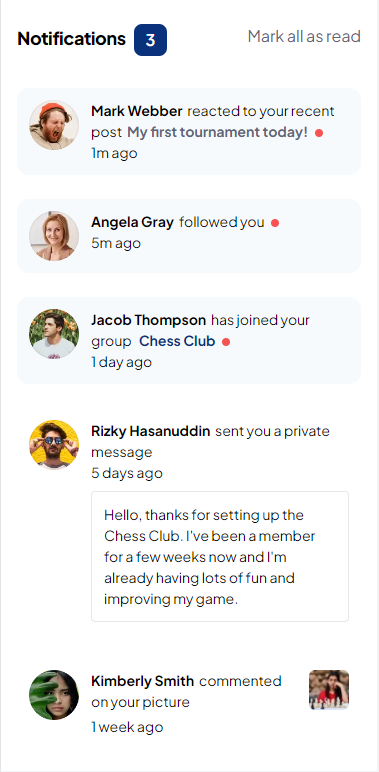 Notifications 3 Mark all as read
Mark Webber reacted to your recent
post My first tournament today!
1m ago
Angela Gray followed you
5m ago
Jacob Thompson has joined your
group Chess Club
1 day ago
Rizky Hasanuddin sent you a private
message
5 days ago
Hello, thanks for setting up the
Chess Club. I've been a member
for a few weeks now and I'm
already having lots of fun and
improving my game.
Kimberly Smith commented
on your picture
1 week ago